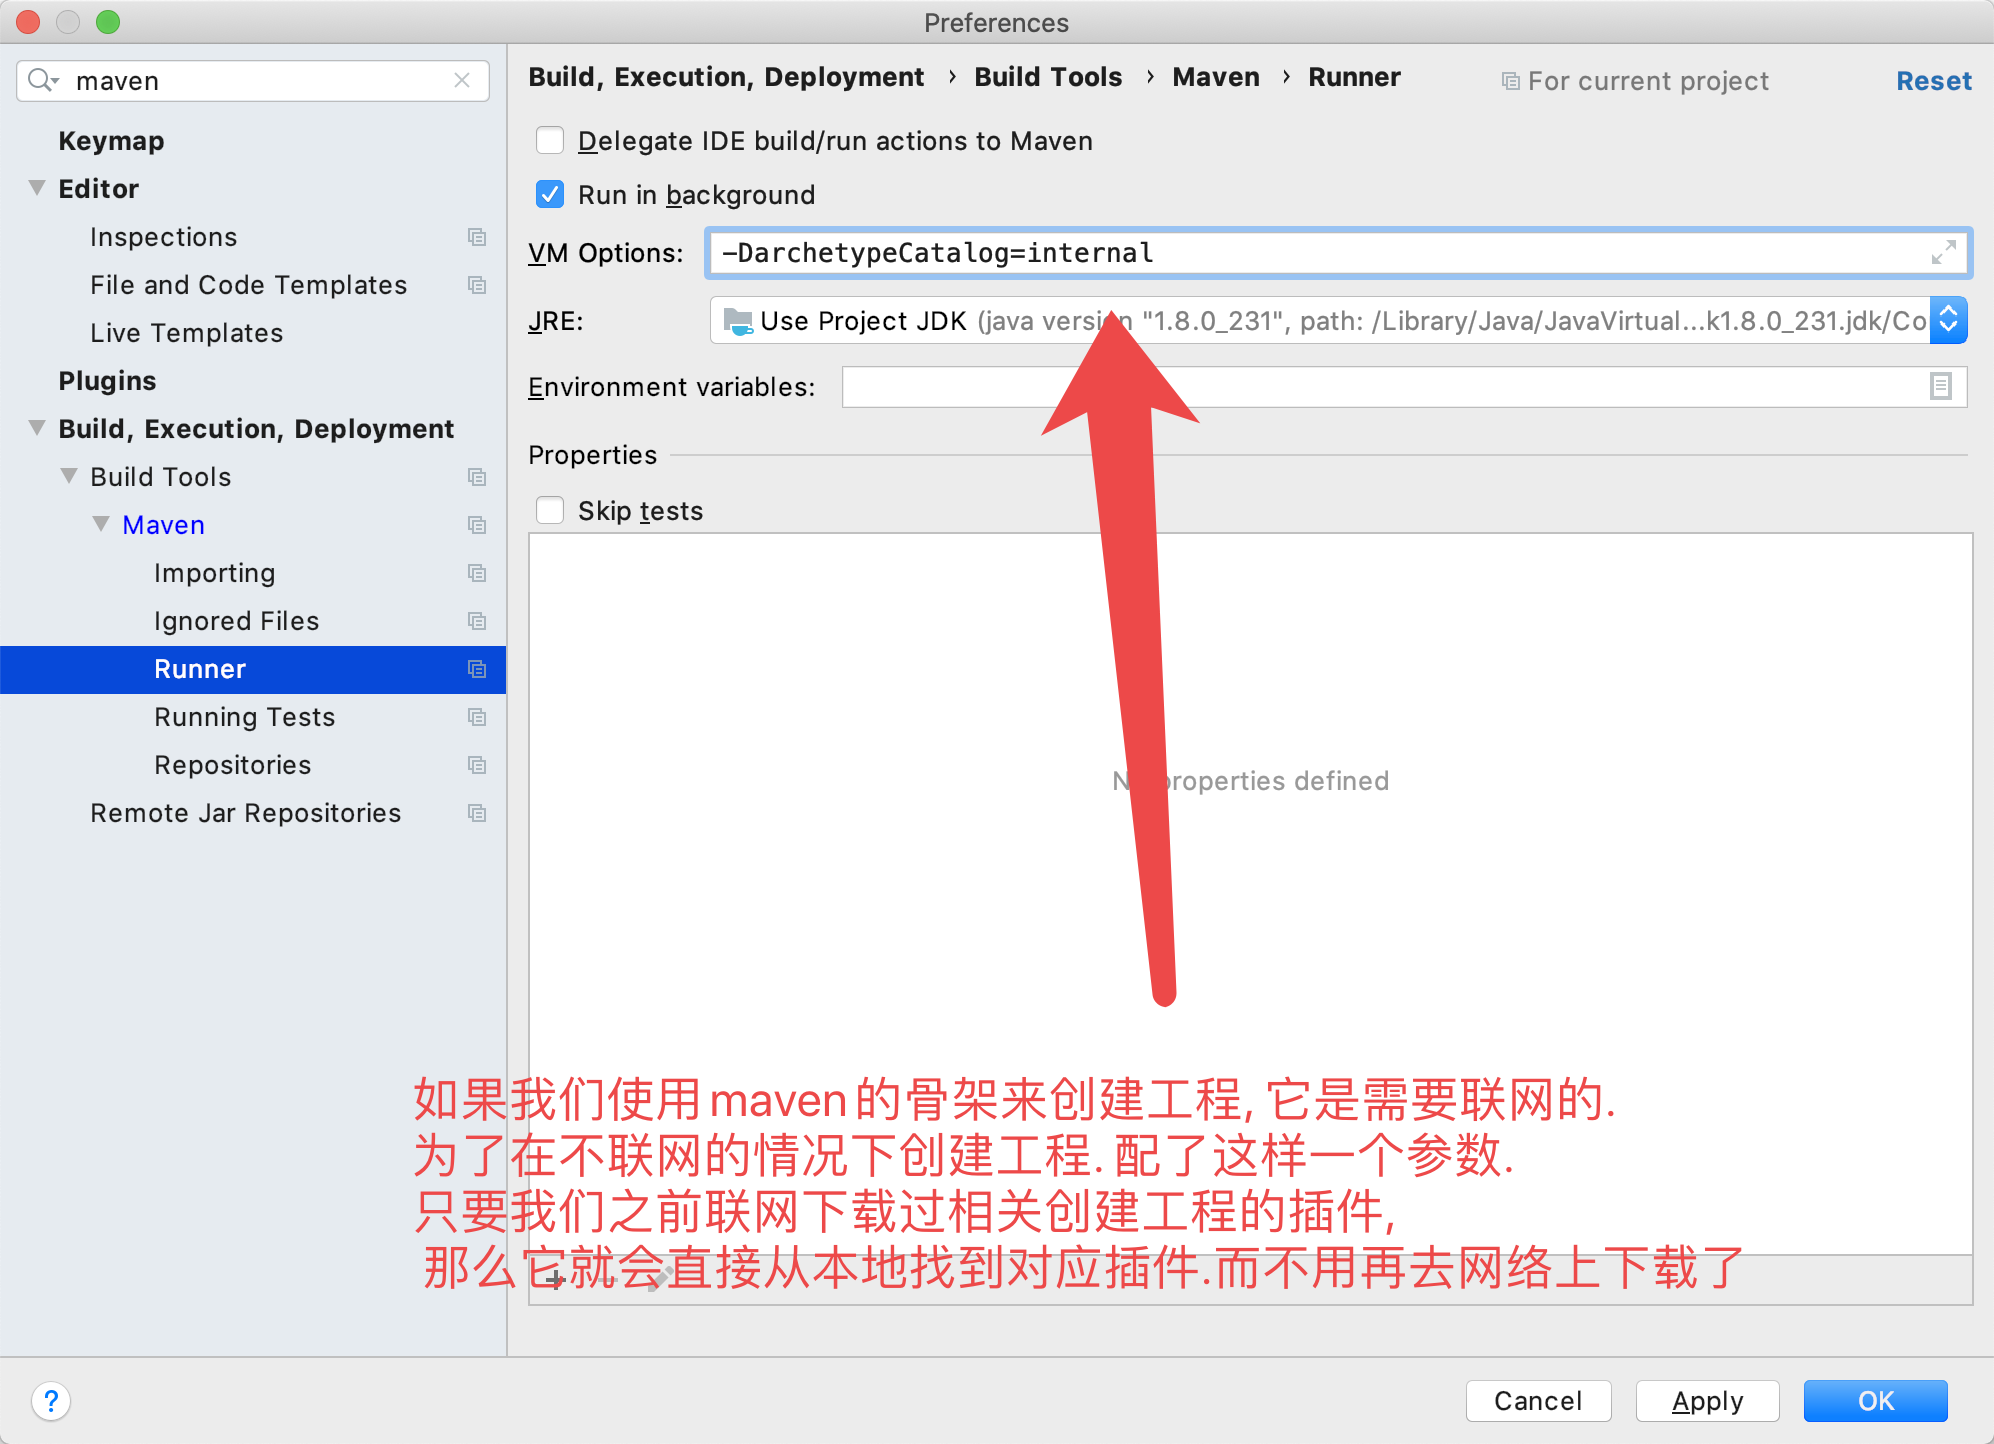 Preferences
maven
Keymap
Editor
Inspections
File and Code Templates
Live Templates
Plugins
Build, Execution, Deployment
Build Tools
Maven
Importing
Ignored Files
Runner
Running Tests
Repositories
Remote Jar Repositories
Build, Execution, Deployment › Build Tools › Maven › Runner
For current project
Reset
Delegate IDE build/run actions to Maven
Run in background
VM Options: -DarchetypeCatalog=internal
JRE: Use Project JDK (java version "1.8.0_231", path: /Library/Java/JavaVirtual...k1.8.0_231.jdk/Co
Environment variables:
Properties
Skip tests
No properties defined
如果我们使用maven的骨架来创建工程, 它是需要联网的.
为了在不联网的情况下创建工程. 配了这样一个参数.
只要我们之前联网下载过相关创建工程的插件,
那么它就会直接从本地找到对应插件.而不用再去网络上下载了
?
Cancel
Apply
OK